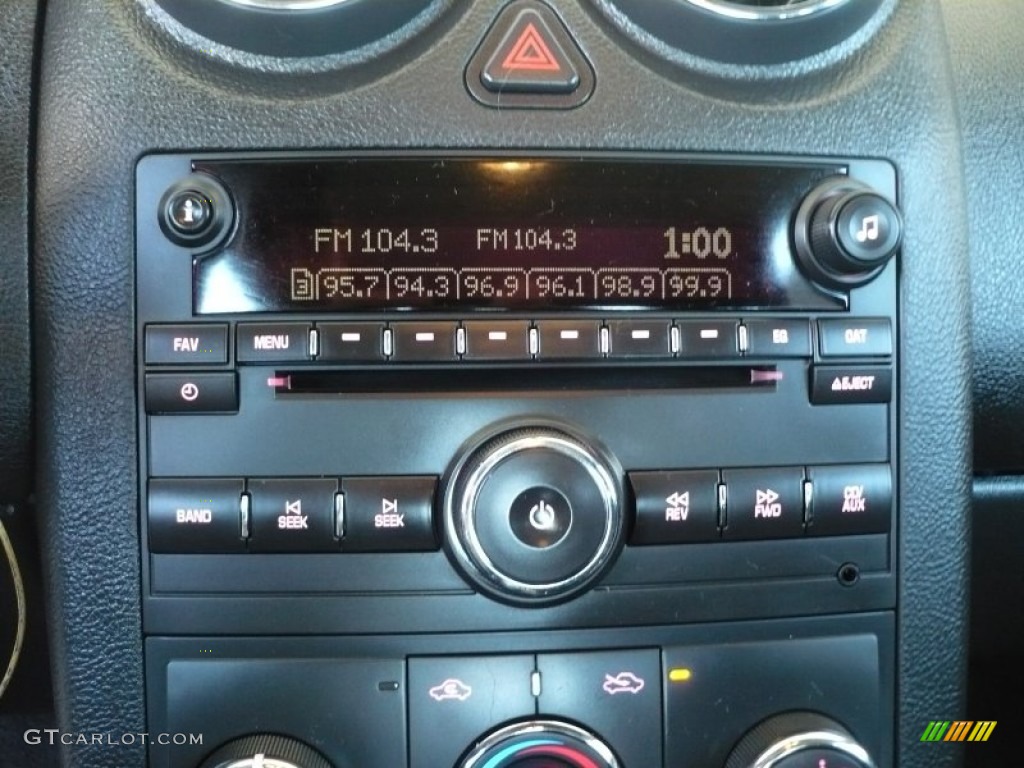 FM 104.3 FM 104.3 1:00
3 95.7 94.3 96.9 96.1 98.9 99.9
FAV MENU EQ CAT
EJECT
BAND SEEK SEEK REV FWD CD/AUX
GTCARLOT.COM